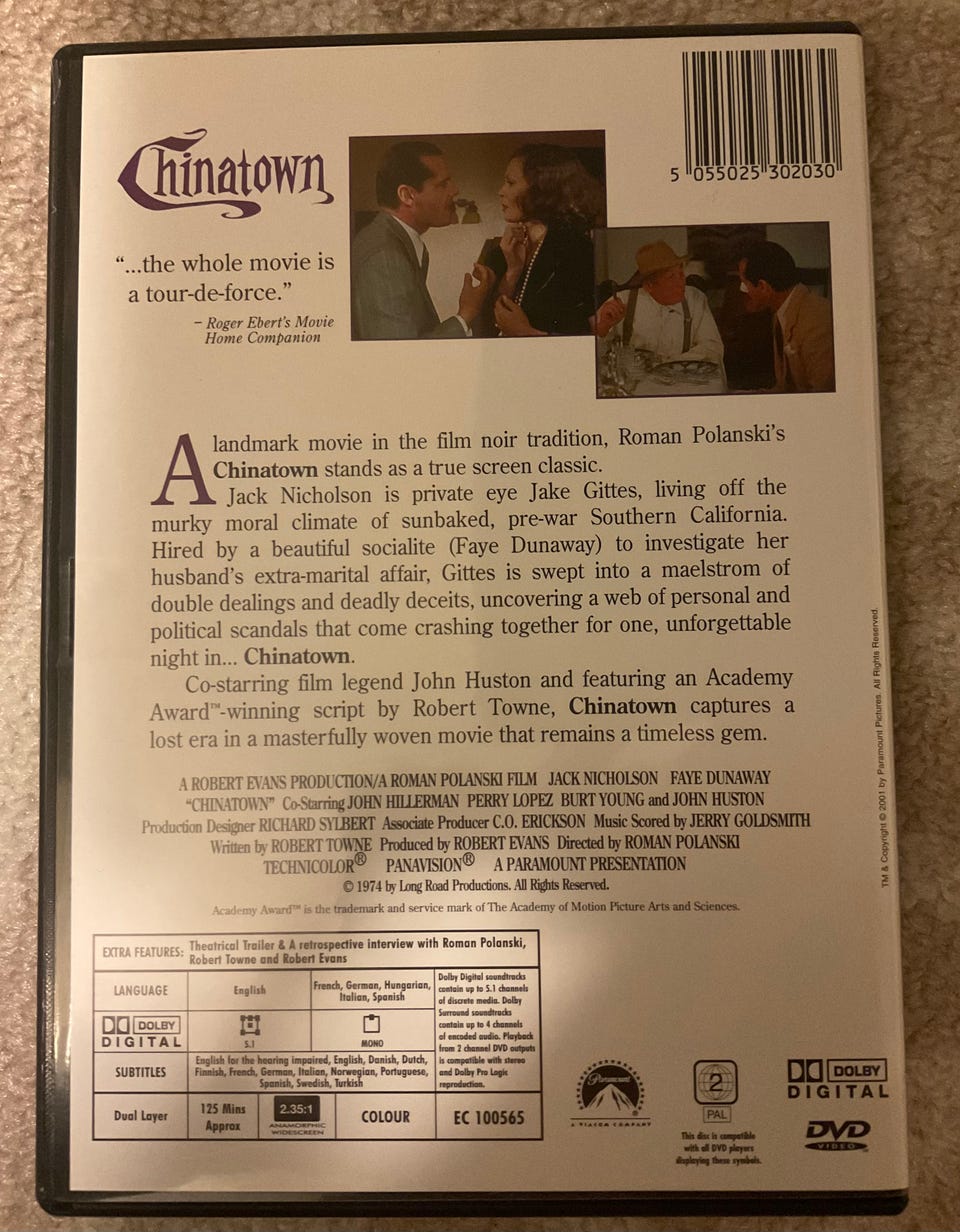 5 055025 302030
Chinatown
“...the whole movie is
a tour-de-force.”
– Roger Ebert's Movie
Home Companion
A landmark movie in the film noir tradition, Roman Polanski's
Chinatown stands as a true screen classic.
Jack Nicholson is private eye Jake Gittes, living off the
murky moral climate of sunbaked, pre-war Southern California.
Hired by a beautiful socialite (Faye Dunaway) to investigate her
husband's extra-marital affair, Gittes is swept into a maelstrom of
double dealings and deadly deceits, uncovering a web of personal and
political scandals that come crashing together for one, unforgettable
night in... Chinatown.
Co-starring film legend John Huston and featuring an Academy
Award™-winning script by Robert Towne, Chinatown captures a
lost era in a masterfully woven movie that remains a timeless gem.
A ROBERT EVANS PRODUCTION/A ROMAN POLANSKI FILM JACK NICHOLSON FAYE DUNAWAY
“CHINATOWN” Co-Starring JOHN HILLERMAN PERRY LOPEZ BURT YOUNG and JOHN HUSTON
Production Designer RICHARD SYLBERT Associate Producer C.O. ERICKSON Music Scored by JERRY GOLDSMITH
Written by ROBERT TOWNE Produced by ROBERT EVANS Directed by ROMAN POLANSKI
TECHNICOLOR® PANAVISION® A PARAMOUNT PRESENTATION
© 1974 by Long Road Productions. All Rights Reserved.
Academy Award™ is the trademark and service mark of The Academy of Motion Picture Arts and Sciences.
TM & Copyright © 2001 by Paramount Pictures. All Rights Reserved.
EXTRA FEATURES: Theatrical Trailer & A retrospective interview with Roman Polanski,
Robert Towne and Robert Evans
LANGUAGE
English
French, German, Hungarian,
Italian, Spanish
Dolby Digital soundtracks
contain up to 5.1 channels
of discrete media. Dolby
Surround soundtracks
contain up to 4 channels
of encoded audio. Playback
from 2 channel DVD outputs
is compatible with stereo
and Dolby Pro Logic
reproduction.
DOLBY
DIGITAL
5.1
MONO
SUBTITLES
English for the hearing impaired, English, Danish, Dutch,
Finnish, French, German, Italian, Norwegian, Portuguese,
Spanish, Swedish, Turkish
Dual Layer
125 Mins
Approx
2.35:1
ANAMORPHIC
WIDESCREEN
COLOUR
EC 100565
Paramount
A VIACOM COMPANY
2
PAL
This disc is compatible
with all DVD players
displaying these symbols.
DOLBY
DIGITAL
DVD
VIDEO